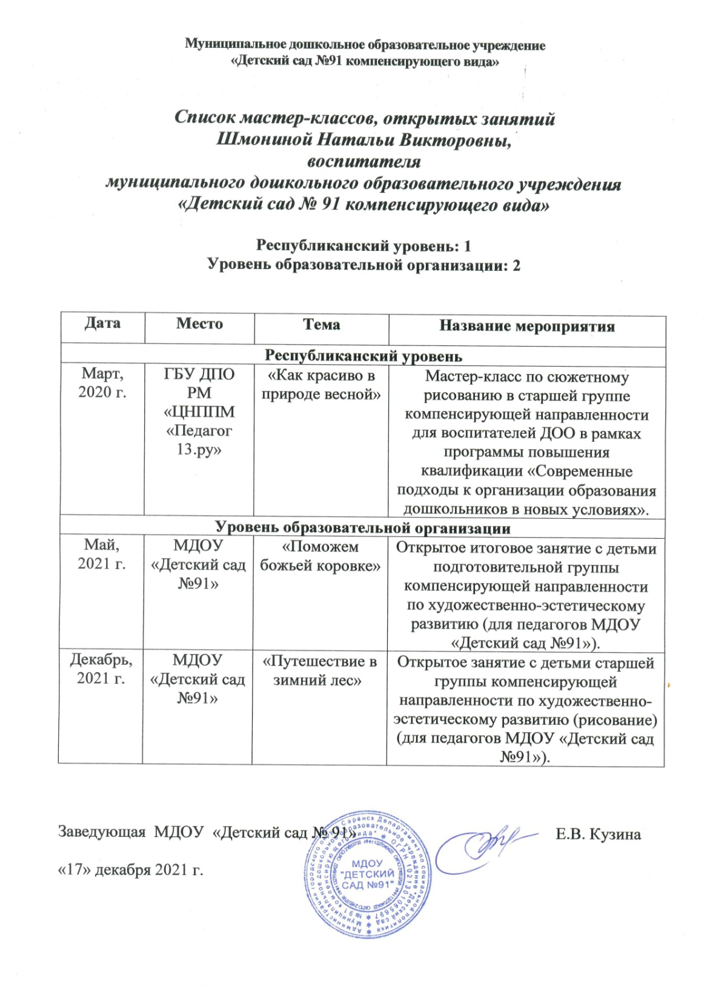 Муниципальное дошкольное образовательное учреждение
«Детский сад №91 компенсирующего вида»
Список мастер-классов, открытых занятий
Шмониной Натальи Викторовны,
воспитателя
муниципального дошкольного образовательного учреждения
«Детский сад № 91 компенсирующего вида»
Республиканский уровень: 1
Уровень образовательной организации: 2
Дата Место Тема Название мероприятия
Республиканский уровень
Март,
2020 г.
ГБУ ДПО
РМ
«ЦНППМ
«Педагог
13.ру»
«Как красиво в
природе весной»
Мастер-класс по сюжетному
рисованию в старшей группе
компенсирующей направленности
для воспитателей ДОО в рамках
программы повышения
квалификации «Современные
подходы к организации образования
дошкольников в новых условиях».
Уровень образовательной организации
Май,
2021 г.
МДОУ
«Детский сад
№91»
«Поможем
божьей коровке»
Открытое итоговое занятие с детьми
подготовительной группы
компенсирующей направленности
по художественно-эстетическому
развитию (для педагогов МДОУ
«Детский сад №91»).
Декабрь,
2021 г.
МДОУ
«Детский сад
№91»
«Путешествие в
зимний лес»
Открытое занятие с детьми старшей
группы компенсирующей
направленности по художественно-
эстетическому развитию (рисование)
(для педагогов МДОУ «Детский сад
№91»).
Заведующая МДОУ «Детский сад № 91» Е.В. Кузина
«17» декабря 2021 г.
МДОУ
"ДЕТСКИЙ
САД №91"